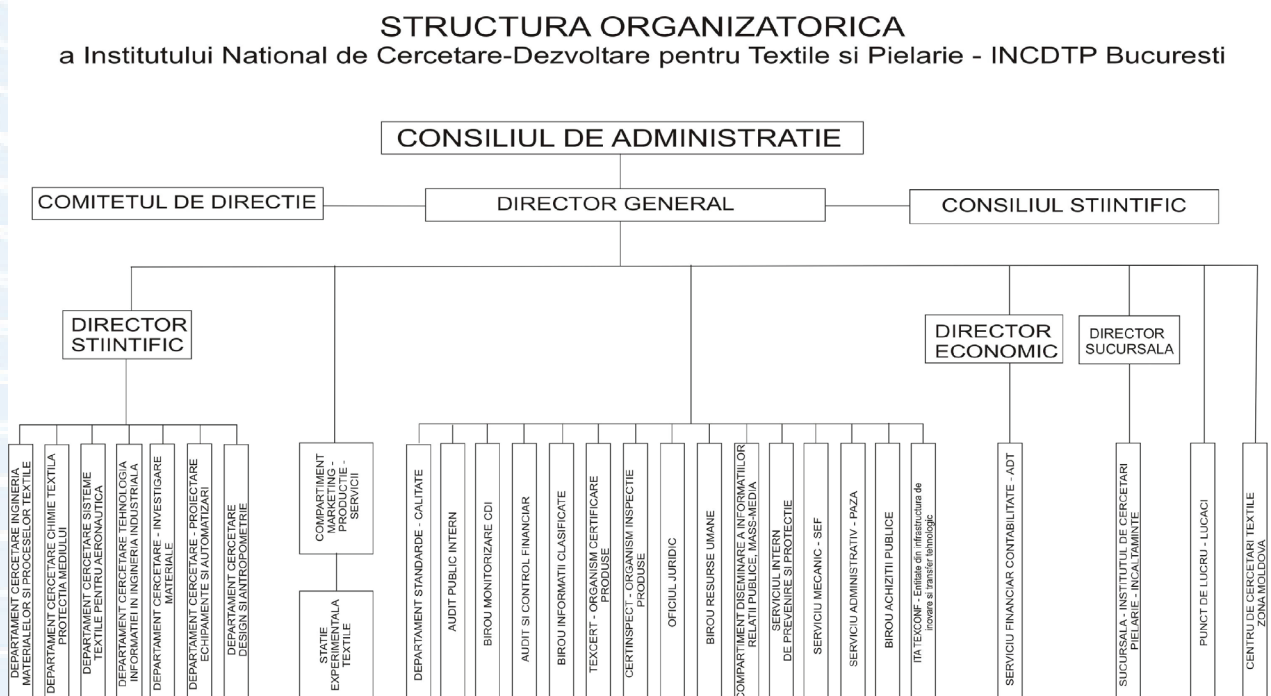 STRUCTURA ORGANIZATORICA
a Institutului National de Cercetare-Dezvoltare pentru Textile si Pielarie - INCDTP Bucuresti
CONSILIUL DE ADMINISTRATIE
COMITETUL DE DIRECTIE
DIRECTOR GENERAL
CONSILIUL STIINTIFIC
DIRECTOR
STIINTIFIC
DIRECTOR
ECONOMIC
DIRECTOR
SUCURSALA
DEPARTAMENT CERCETARE INGINERIA
MATERIALELOR SI PROCESELOR TEXTILE
DEPARTAMENT CERCETARE CHIMIE TEXTILA
PROTECTIA MEDIULUI
DEPARTAMENT CERCETARE SISTEME
TEXTILE PENTRU AERONAUTICA
DEPARTAMENT CERCETARE TEHNOLOGIA
INFORMATIEI IN INGINERIA INDUSTRIALA
DEPARTAMENT CERCETARE - INVESTIGARE
MATERIALE
DEPARTAMENT CERCETARE - PROIECTARE
ECHIPAMENTE SI AUTOMATIZARI
DEPARTAMENT CERCETARE
DESIGN SI ANTROPOMETRIE
COMPARTIMENT
MARKETING -
PRODUCTIE -
SERVICII
STATIE
EXPERIMENTALA
TEXTILE
DEPARTAMENT STANDARDE - CALITATE
AUDIT PUBLIC INTERN
BIROU MONITORIZARE CDI
AUDIT SI CONTROL FINANCIAR
BIROU INFORMATII CLASIFICATE
TEXCERT - ORGANISM CERTIFICARE
PRODUSE
CERTINSPECT - ORGANISM INSPECTIE
PRODUSE
OFICIUL JURIDIC
BIROU RESURSE UMANE
COMPARTIMENT DISEMINARE A INFORMATIILOR
RELATII PUBLICE, MASS-MEDIA
SERVICIUL INTERN
DE PREVENIRE SI PROTECTIE
SERVICIU MECANIC - SEF
SERVICIU ADMINISTRATIV - PAZA
BIROU ACHIZITII PUBLICE
ITA TEXCONF - Entitate din infrastructura de
inovare si transfer tehnologic
SERVICIU FINANCIAR CONTABILITATE - ADT
SUCURSALA - INSTITUTUL DE CERCETARI
PIELARIE - INCALTAMINTE
PUNCT DE LUCRU - LUCACI
CENTRU DE CERCETARI TEXTILE
ZONA MOLDOVA